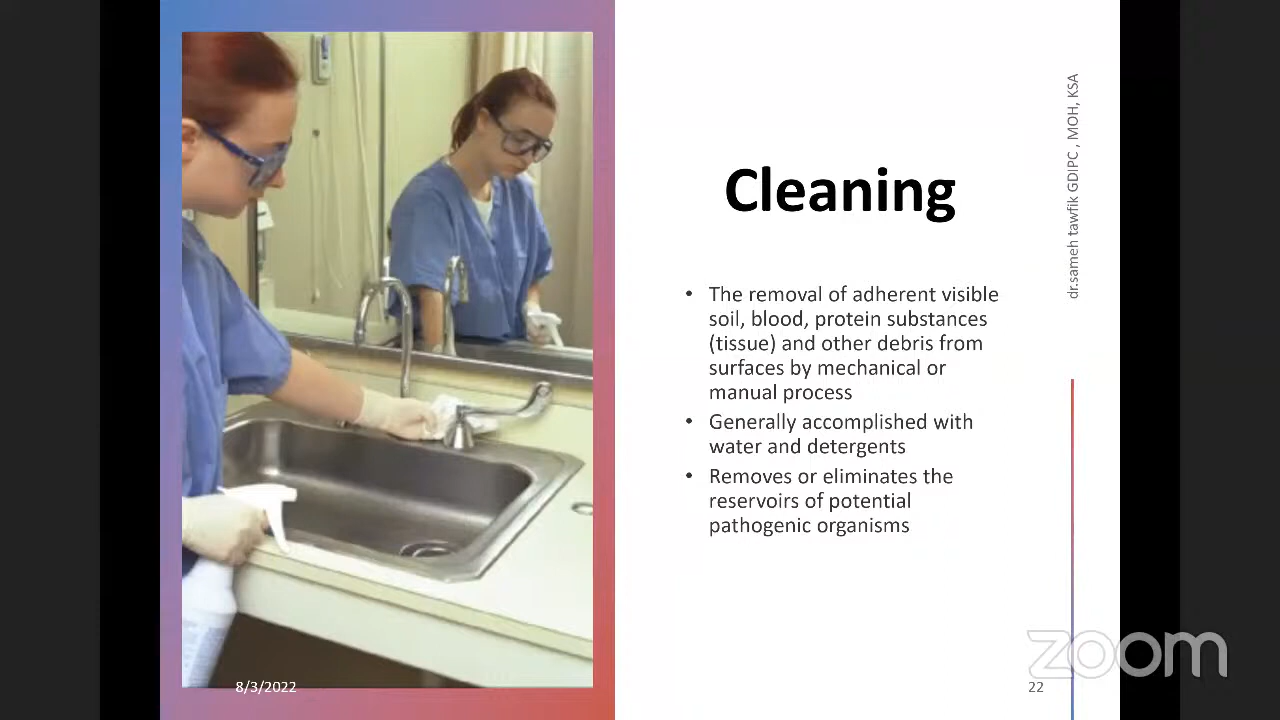 Cleaning
• The removal of adherent visible
soil, blood, protein substances
(tissue) and other debris from
surfaces by mechanical or
manual process
• Generally accomplished with
water and detergents
• Removes or eliminates the
reservoirs of potential
pathogenic organisms
dr.sameh tawfik GDIPC , MOH, KSA
8/3/2022
22
zoom